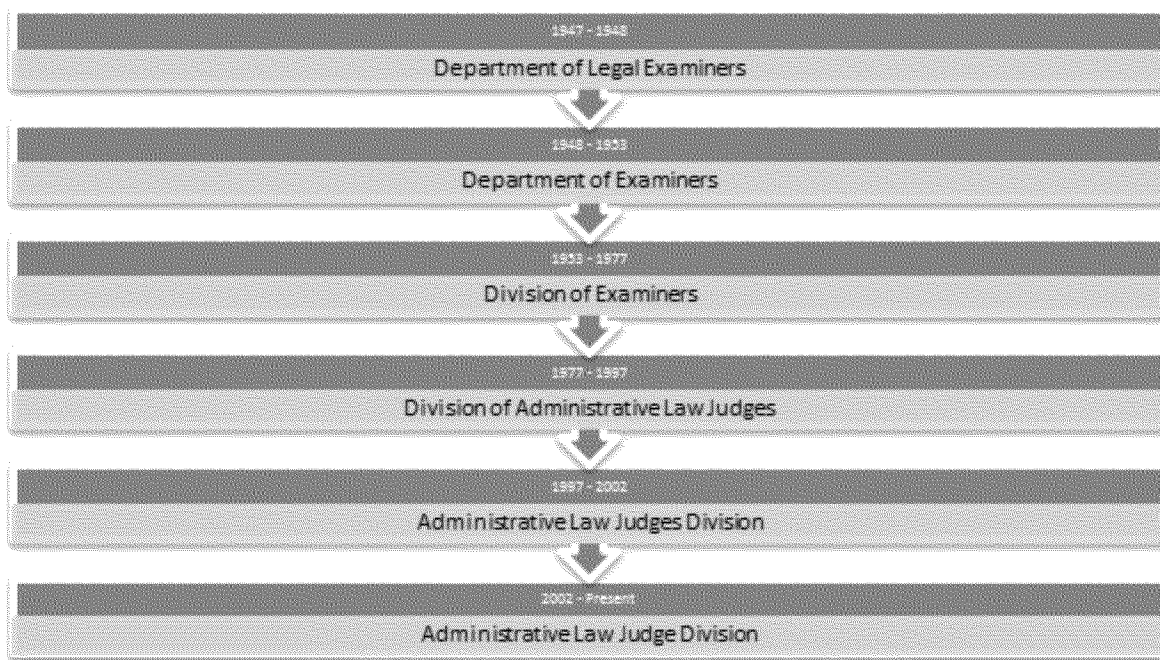 1947 - 1948
Department of Legal Examiners
1948 - 1953
Department of Examiners
1953 - 1977
Division of Examiners
1977 - 1997
Division of Administrative Law Judges
1997 - 2002
Administrative Law Judges Division
2002 - Present
Administrative Law Judge Division